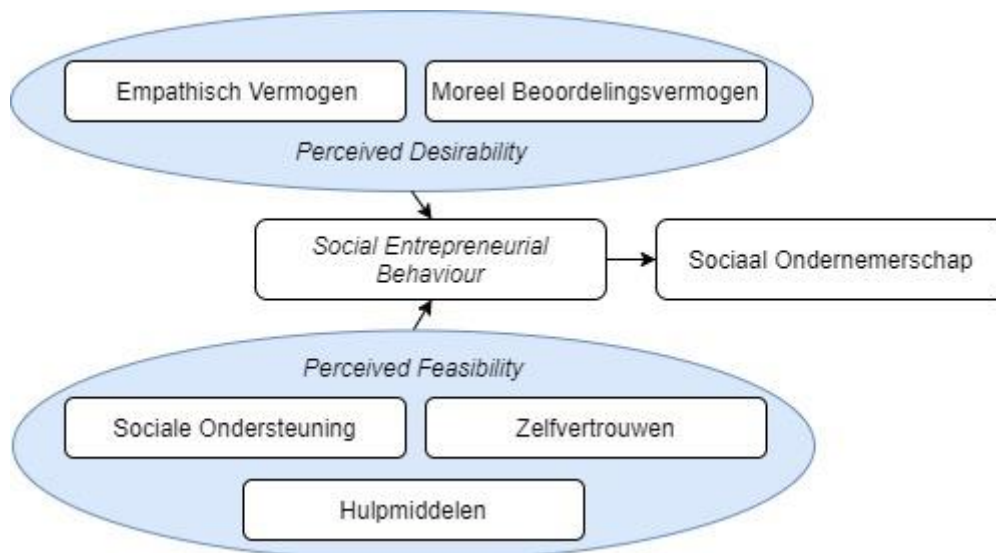 Empathisch Vermogen
Moreel Beoordelingsvermogen
Perceived Desirability
Social Entrepreneurial
Behaviour
Sociaal Ondernemerschap
Perceived Feasibility
Sociale Ondersteuning
Zelfvertrouwen
Hulpmiddelen